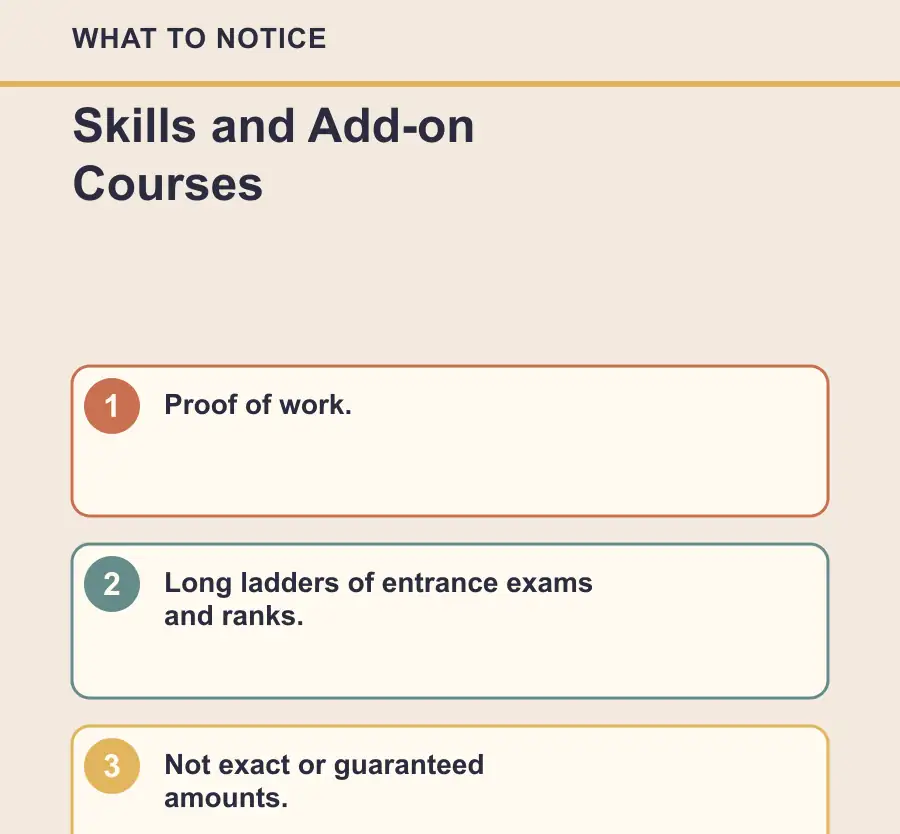 WHAT TO NOTICE
Skills and Add-on
Courses
1
Proof of work.
2
Long ladders of entrance exams
and ranks.
3
Not exact or guaranteed
amounts.